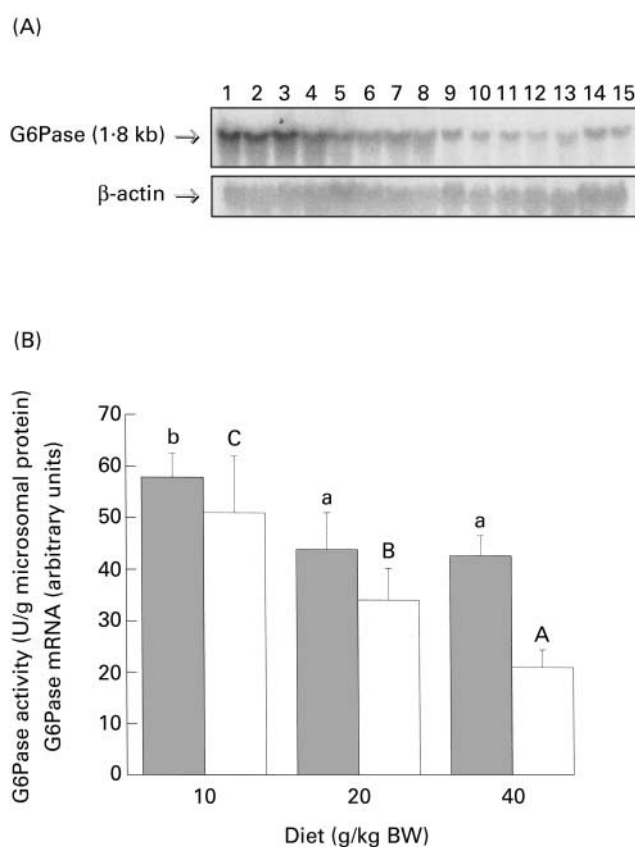 (A)
1 2 3 4 5 6 7 8 9 10 11 12 13 14 15
G6Pase (1·8 kb) →
β-actin →
(B)
G6Pase activity (U/g microsomal protein)
G6Pase mRNA (arbitrary units)
70
60
50
40
30
20
10
0
b C a B a A
10 20 40
Diet (g/kg BW)